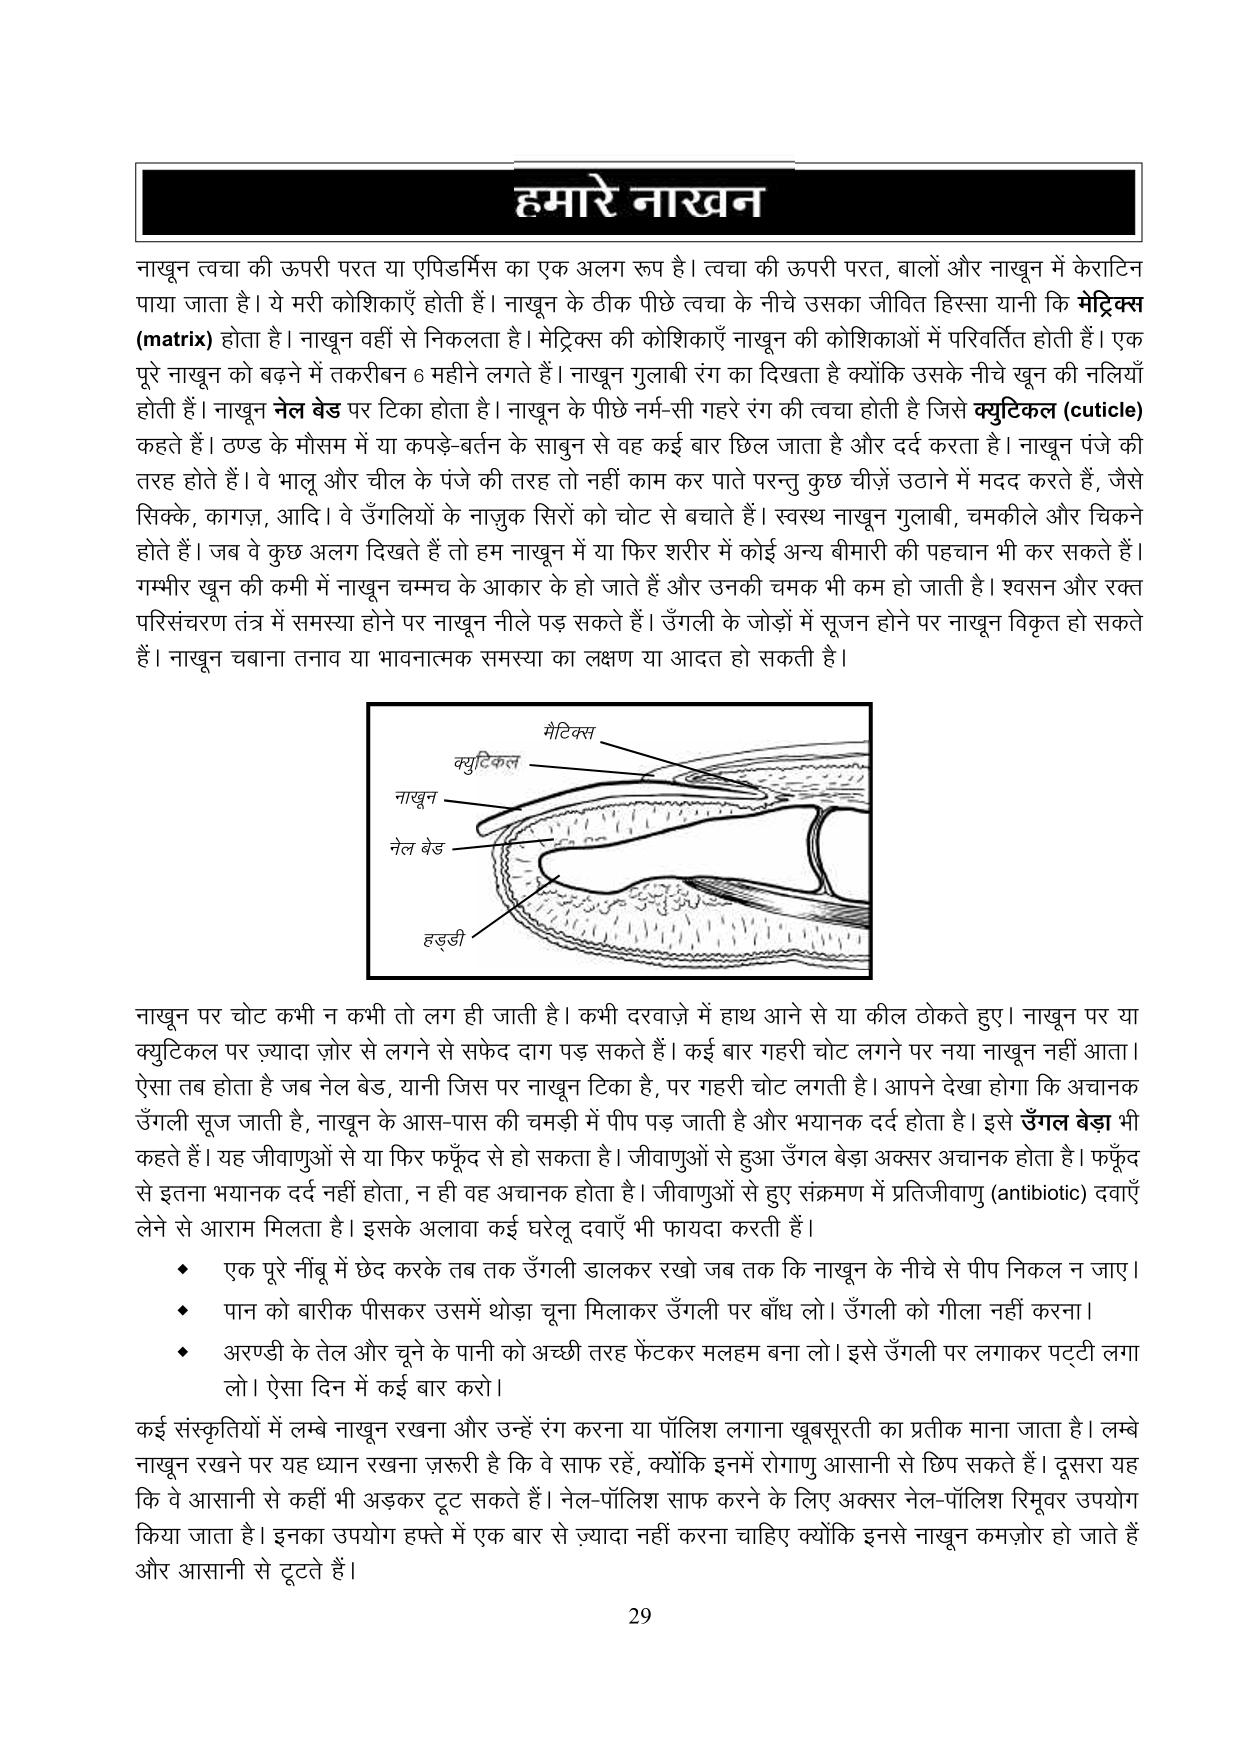 हमारे नाखन
नाखून त्वचा की ऊपरी परत या एपिडर्मिस का एक अलग रूप है। त्वचा की ऊपरी परत, बालों और नाखून में केराटिन
पाया जाता है। ये मरी कोशिकाएँ होती हैं। नाखून के ठीक पीछे त्वचा के नीचे उसका जीवित हिस्सा यानी कि मेट्रिक्स
(matrix) होता है। नाखून वहीं से निकलता है। मेट्रिक्स की कोशिकाएँ नाखून की कोशिकाओं में परिवर्तित होती हैं। एक
पूरे नाखून को बढ़ने में तकरीबन 6 महीने लगते हैं। नाखून गुलाबी रंग का दिखता है क्योंकि उसके नीचे खून की नलियाँ
होती हैं। नाखून नेल बेड पर टिका होता है। नाखून के पीछे नर्म-सी गहरे रंग की त्वचा होती है जिसे क्युटिकल (cuticle)
कहते हैं। ठण्ड के मौसम में या कपड़े-बर्तन के साबुन से वह कई बार छिल जाता है और दर्द करता है। नाखून पंजे की
तरह होते हैं। वे भालू और चील के पंजे की तरह तो नहीं काम कर पाते परन्तु कुछ चीज़ें उठाने में मदद करते हैं, जैसे
सिक्के, कागज़, आदि। वे उँगलियों के नाज़ुक सिरों को चोट से बचाते हैं। स्वस्थ नाखून गुलाबी, चमकीले और चिकने
होते हैं। जब वे कुछ अलग दिखते हैं तो हम नाखून में या फिर शरीर में कोई अन्य बीमारी की पहचान भी कर सकते हैं।
गम्भीर खून की कमी में नाखून चम्मच के आकार के हो जाते हैं और उनकी चमक भी कम हो जाती है। श्वसन और रक्त
परिसंचरण तंत्र में समस्या होने पर नाखून नीले पड़ सकते हैं। उँगली के जोड़ों में सूजन होने पर नाखून विकृत हो सकते
हैं। नाखून चबाना तनाव या भावनात्मक समस्या का लक्षण या आदत हो सकती है।
मैटिक्स
क्युटिकल
नाखून
नेल बेड
हड्डी
नाखून पर चोट कभी न कभी तो लग ही जाती है। कभी दरवाज़े में हाथ आने से या कील ठोकते हुए। नाखून पर या
क्युटिकल पर ज़्यादा ज़ोर से लगने से सफेद दाग पड़ सकते हैं। कई बार गहरी चोट लगने पर नया नाखून नहीं आता।
ऐसा तब होता है जब नेल बेड, यानी जिस पर नाखून टिका है, पर गहरी चोट लगती है। आपने देखा होगा कि अचानक
उँगली सूज जाती है, नाखून के आस-पास की चमड़ी में पीप पड़ जाती है और भयानक दर्द होता है। इसे उँगल बेड़ा भी
कहते हैं। यह जीवाणुओं से या फिर फफूँद से हो सकता है। जीवाणुओं से हुआ उँगल बेड़ा अक्सर अचानक होता है। फफूँद
से इतना भयानक दर्द नहीं होता, न ही वह अचानक होता है। जीवाणुओं से हुए संक्रमण में प्रतिजीवाणु (antibiotic) दवाएँ
लेने से आराम मिलता है। इसके अलावा कई घरेलू दवाएँ भी फायदा करती हैं।
◆ एक पूरे नींबू में छेद करके तब तक उँगली डालकर रखो जब तक कि नाखून के नीचे से पीप निकल न जाए।
◆ पान को बारीक पीसकर उसमें थोड़ा चूना मिलाकर उँगली पर बाँध लो। उँगली को गीला नहीं करना।
◆ अरण्डी के तेल और चूने के पानी को अच्छी तरह फेंटकर मलहम बना लो। इसे उँगली पर लगाकर पट्टी लगा
लो। ऐसा दिन में कई बार करो।
कई संस्कृतियों में लम्बे नाखून रखना और उन्हें रंग करना या पॉलिश लगाना खूबसूरती का प्रतीक माना जाता है। लम्बे
नाखून रखने पर यह ध्यान रखना ज़रूरी है कि वे साफ रहें, क्योंकि इनमें रोगाणु आसानी से छिप सकते हैं। दूसरा यह
कि वे आसानी से कहीं भी अड़कर टूट सकते हैं। नेल-पॉलिश साफ करने के लिए अक्सर नेल-पॉलिश रिमूवर उपयोग
किया जाता है। इनका उपयोग हफ्ते में एक बार से ज़्यादा नहीं करना चाहिए क्योंकि इनसे नाखून कमज़ोर हो जाते हैं
और आसानी से टूटते हैं।
29